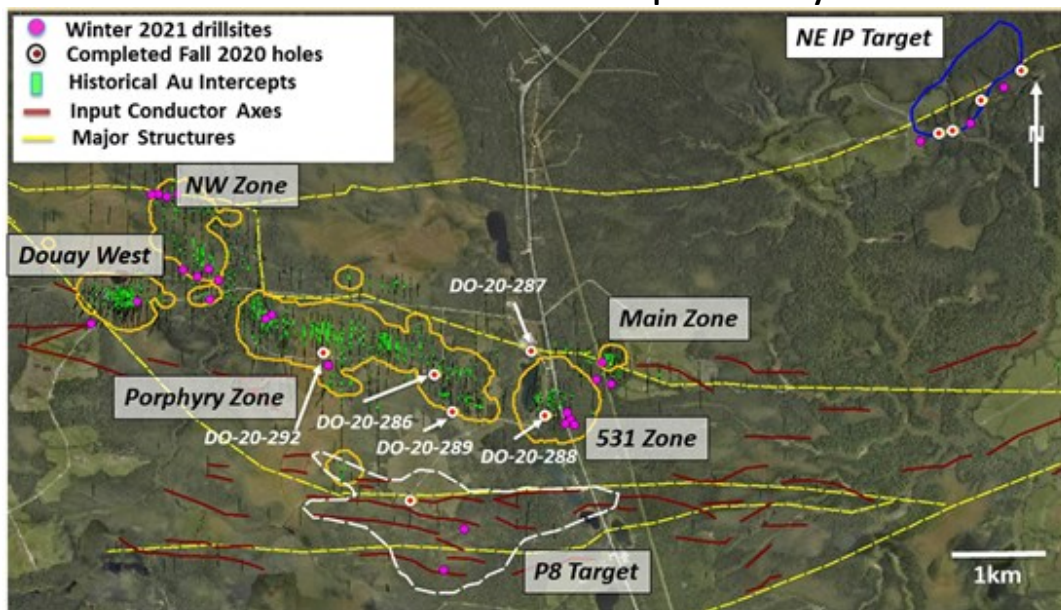 Winter 2021 drillsites
Completed Fall 2020 holes
Historical Au Intercepts
Input Conductor Axes
Major Structures
NE IP Target
N
NW Zone
Douay West
DO-20-287
Main Zone
Porphyry Zone
DO-20-292
DO-20-286
DO-20-289
DO-20-288
531 Zone
P8 Target
1km